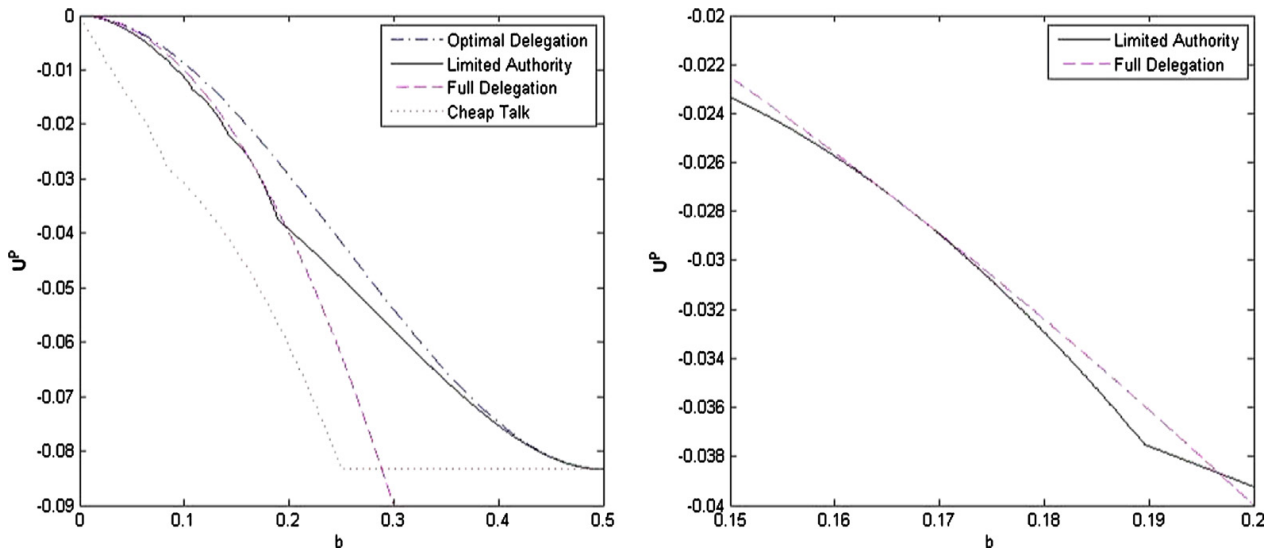 0
-0.01
-0.02
-0.03
-0.04
-0.05
-0.06
-0.07
-0.08
-0.09
U^P
0 0.1 0.2 0.3 0.4 0.5
b
Optimal Delegation
Limited Authority
Full Delegation
Cheap Talk
-0.02
-0.022
-0.024
-0.026
-0.028
-0.03
-0.032
-0.034
-0.036
-0.038
-0.04
U^P
0.15 0.16 0.17 0.18 0.19 0.2
b
Limited Authority
Full Delegation